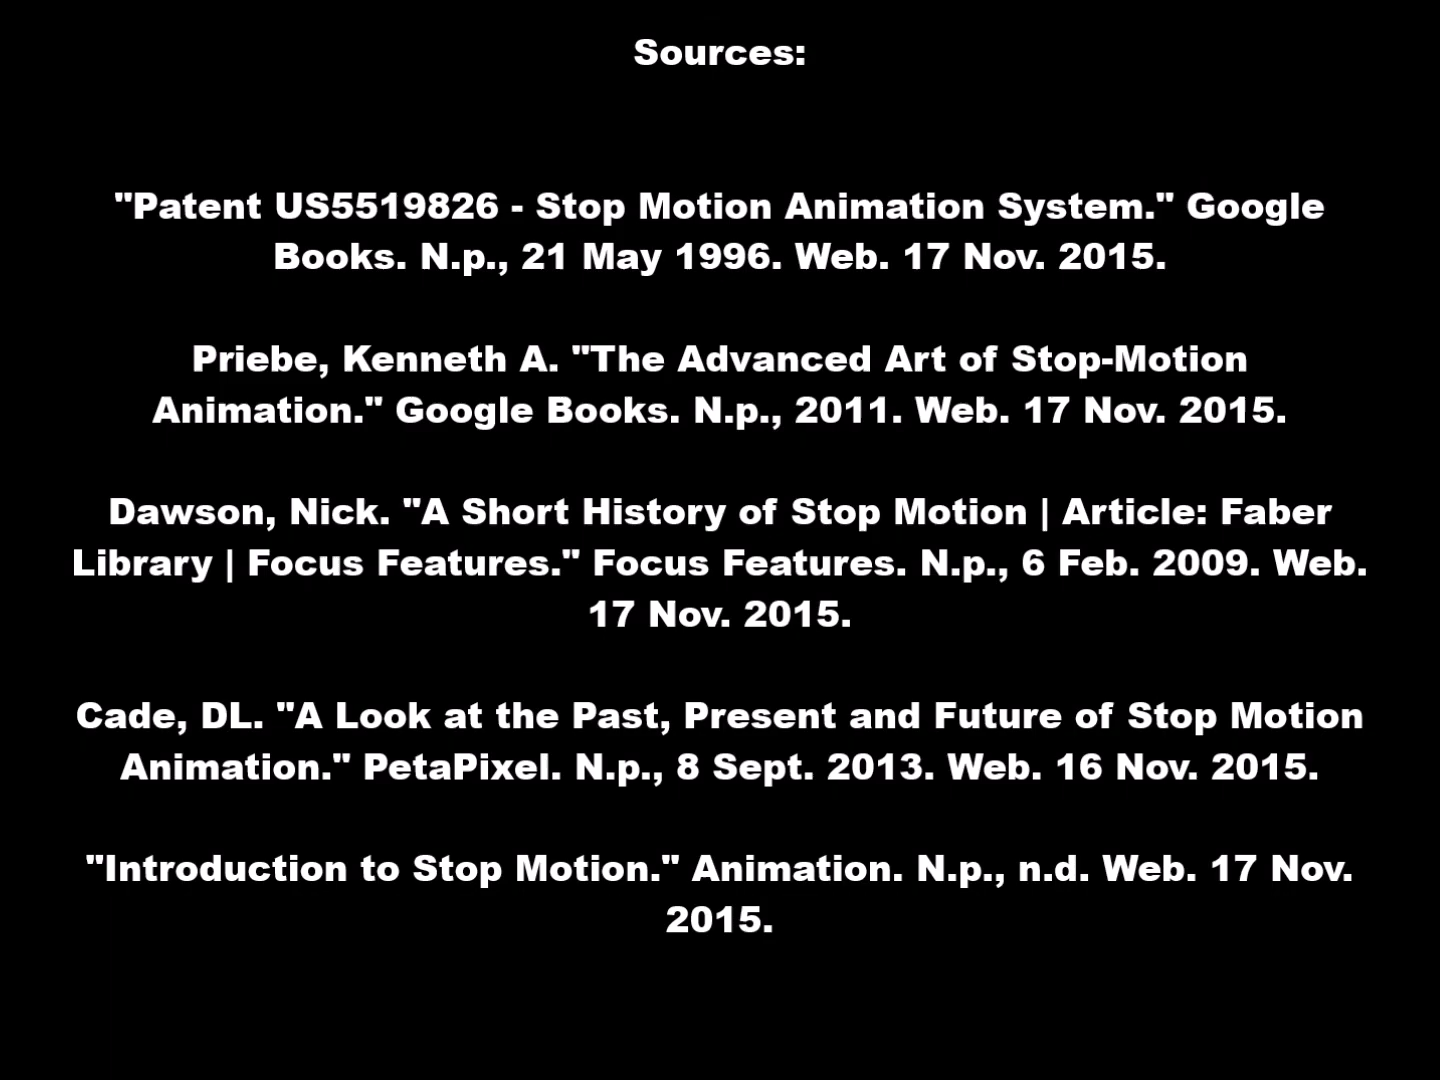 Sources:
"Patent US5519826 - Stop Motion Animation System." Google
Books. N.p., 21 May 1996. Web. 17 Nov. 2015.
Priebe, Kenneth A. "The Advanced Art of Stop-Motion
Animation." Google Books. N.p., 2011. Web. 17 Nov. 2015.
Dawson, Nick. "A Short History of Stop Motion | Article: Faber
Library | Focus Features." Focus Features. N.p., 6 Feb. 2009. Web.
17 Nov. 2015.
Cade, DL. "A Look at the Past, Present and Future of Stop Motion
Animation." PetaPixel. N.p., 8 Sept. 2013. Web. 16 Nov. 2015.
"Introduction to Stop Motion." Animation. N.p., n.d. Web. 17 Nov.
2015.